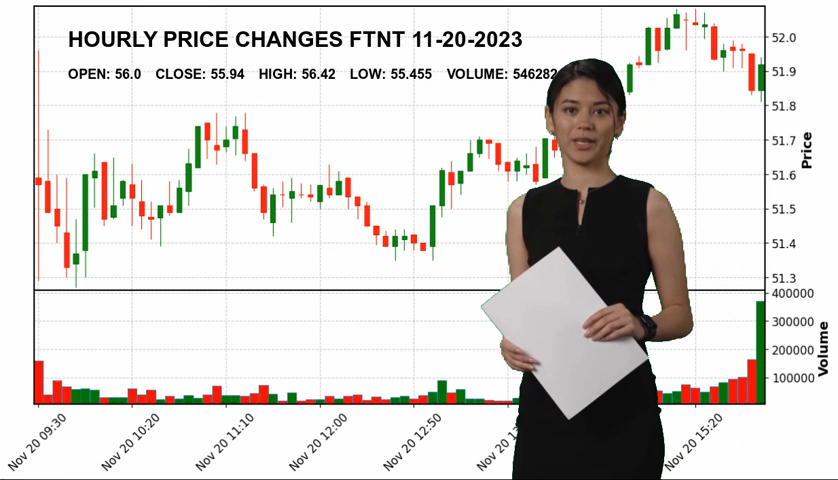 HOURLY PRICE CHANGES FTNT 11-20-2023
OPEN: 56.0 CLOSE: 55.94 HIGH: 56.42 LOW: 55.455 VOLUME: 546282
52.0
51.9
51.8
51.7
51.6
51.5
51.4
51.3
Price
400000
300000
200000
100000
Volume
Nov 20 09:30
Nov 20 10:20
Nov 20 11:10
Nov 20 12:00
Nov 20 12:50
Nov 20
Nov 20 15:20